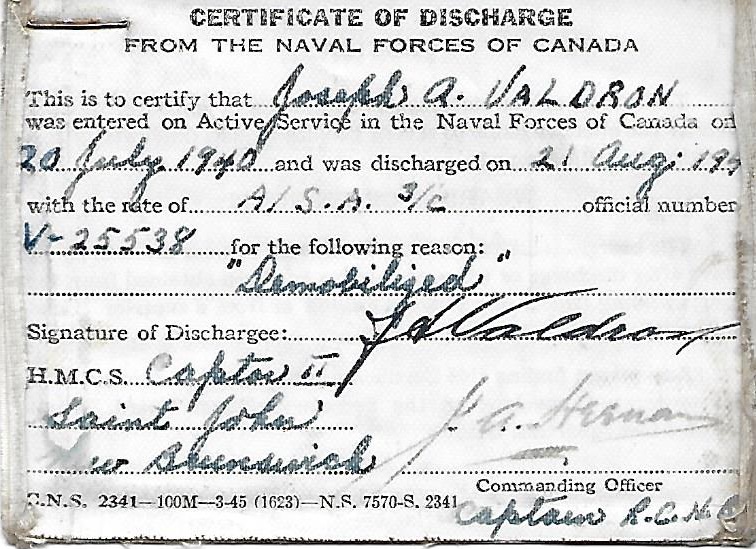 CERTIFICATE OF DISCHARGE
FROM THE NAVAL FORCES OF CANADA
This is to certify that Joseph A. VALDRON
was entered on Active Service in the Naval Forces of Canada on
20 July 1940 and was discharged on 21 Aug: 19
with the rate of A/S.A. 3/C official number
V-25538 for the following reason:
"Demobilized"
Signature of Dischargee: J A Valdron
H.M.C.S. Captor II
Saint John
w Brunswick
J. A. Heenan
C.N.S. 2341—100M—3-45 (1623)—N.S. 7570-S. 2341
Commanding Officer
Captain R.C.N.R